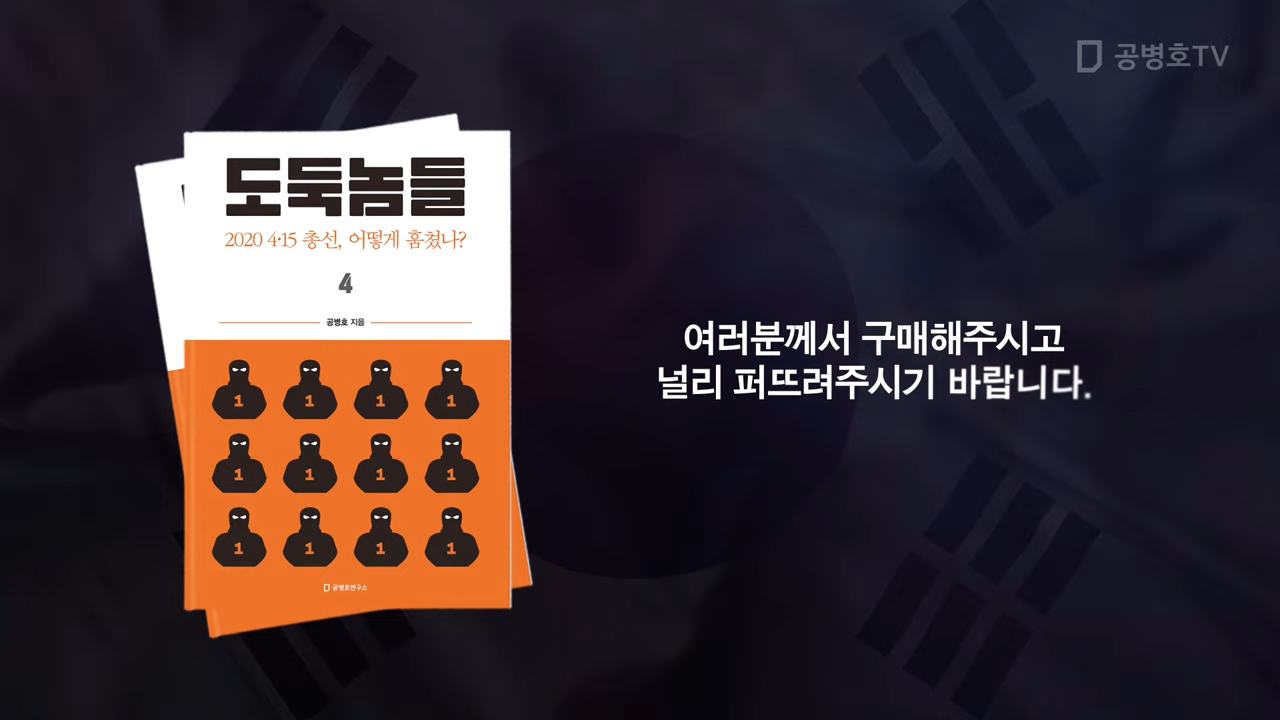 공병호TV
도둑놈들
2020 4·15 총선, 어떻게 훔쳤나?
4
공병호 지음
1 1 1 1
1 1 1 1
1 1 1 1
공병호연구소
여러분께서 구매해주시고
널리 퍼뜨려주시기 바랍니다.